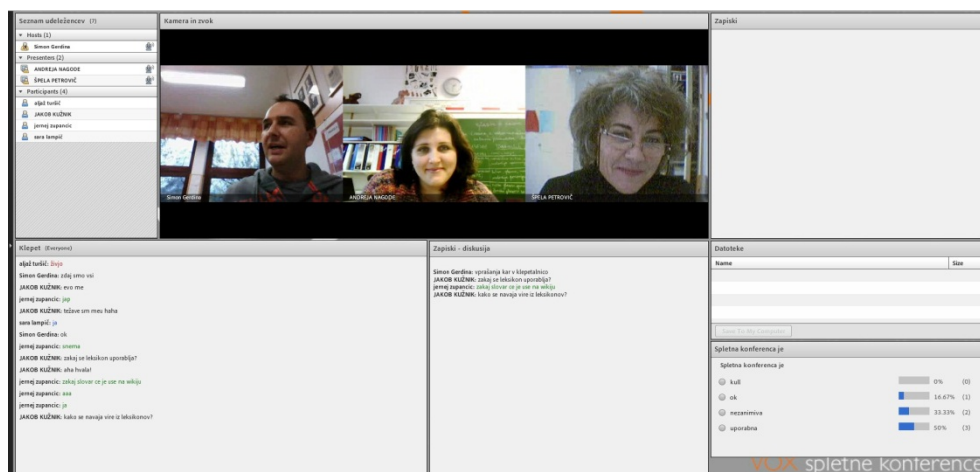 Seznam udeležencev (7)
Hosts (1)
Simon Gerdina
Presenters (2)
ANDREJA NAGODE
ŠPELA PETROVIČ
Participants (4)
aljaž turšič
JAKOB KUŽNIK
jernej zupancic
sara lampič
Kamera in zvok
Simon Gerdina
ANDREJA NAGODE
ŠPELA PETROVIČ
Zapiski
Klepet (Everyone)
aljaž turšič: živjo
Simon Gerdina: zdaj smo vsi
JAKOB KUŽNIK: evo me
jernej zupancic: jap
JAKOB KUŽNIK: težave sm meu haha
sara lampič: ja
Simon Gerdina: ok
jernej zupancic: snema
JAKOB KUŽNIK: zakaj se leksikon uporablja?
JAKOB KUŽNIK: aha hvala!
jernej zupancic: zakaj slovar ce je use na wikiju
jernej zupancic: aaa
jernej zupancic: je
JAKOB KUŽNIK: kako se navaja vire iz leksikonov?
Zapiski - diskusija
Simon Gerdina: vprašanja kar v klepetalnico
JAKOB KUŽNIK: zakaj se leksikon uporablja?
jernej zupancic: zakaj slovar ce je use na wikiju
JAKOB KUŽNIK: kako se navaja vire iz leksikonov?
Datoteke
Name Size
Save To My Computer
Spletna konferenca je
Spletna konferenca je
kul! 0% (0)
ok 16.67% (1)
nezanimiva 33.33% (2)
uporabna 50% (3)
VOX spletne konference